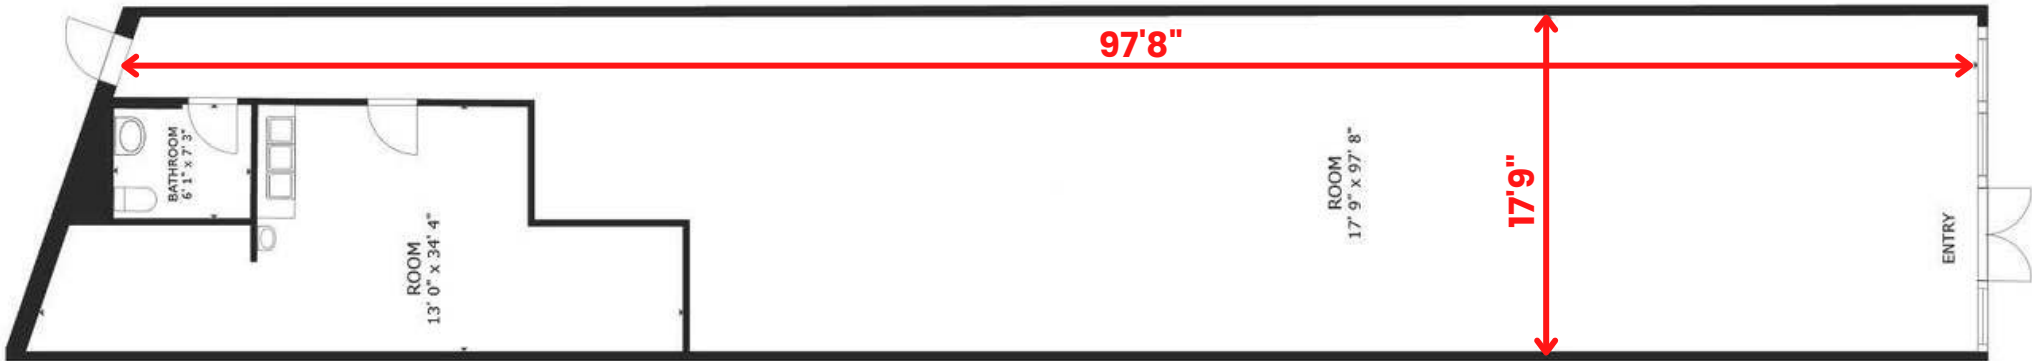 97'8"
BATHROOM
6' 1" x 7' 3"
ROOM
13' 0" x 34' 4"
ROOM
17' 9" x 97' 8"
17'9"
ENTRY